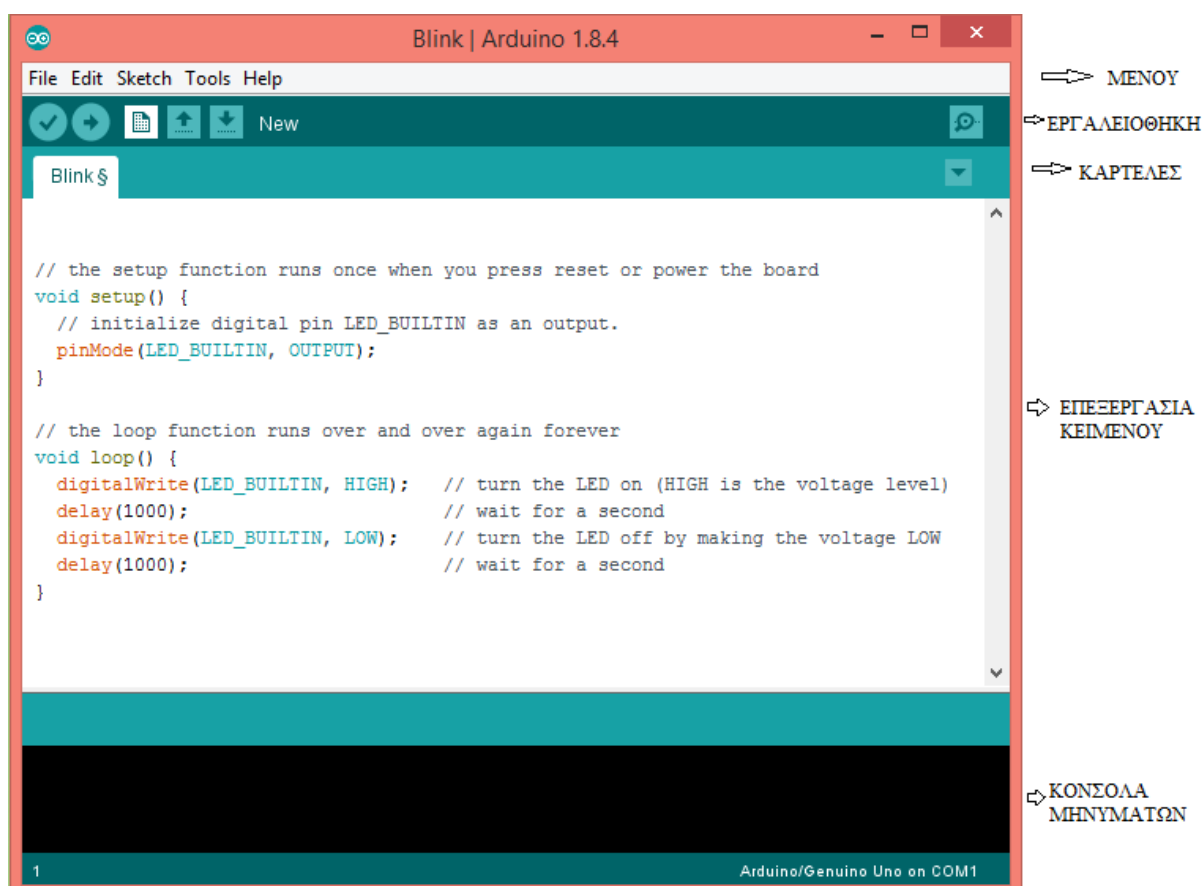 Blink | Arduino 1.8.4
File Edit Sketch Tools Help
ΜΕΝΟΥ
New
ΕΡΓΑΛΕΙΟΘΗΚΗ
Blink §
ΚΑΡΤΕΛΕΣ
// the setup function runs once when you press reset or power the board
void setup() {
  // initialize digital pin LED_BUILTIN as an output.
  pinMode(LED_BUILTIN, OUTPUT);
}
// the loop function runs over and over again forever
void loop() {
  digitalWrite(LED_BUILTIN, HIGH);   // turn the LED on (HIGH is the voltage level)
  delay(1000);                       // wait for a second
  digitalWrite(LED_BUILTIN, LOW);    // turn the LED off by making the voltage LOW
  delay(1000);                       // wait for a second
}
ΕΠΕΞΕΡΓΑΣΙΑ
ΚΕΙΜΕΝΟΥ
ΚΟΝΣΟΛΑ
ΜΗΝΥΜΑΤΩΝ
1
Arduino/Genuino Uno on COM1